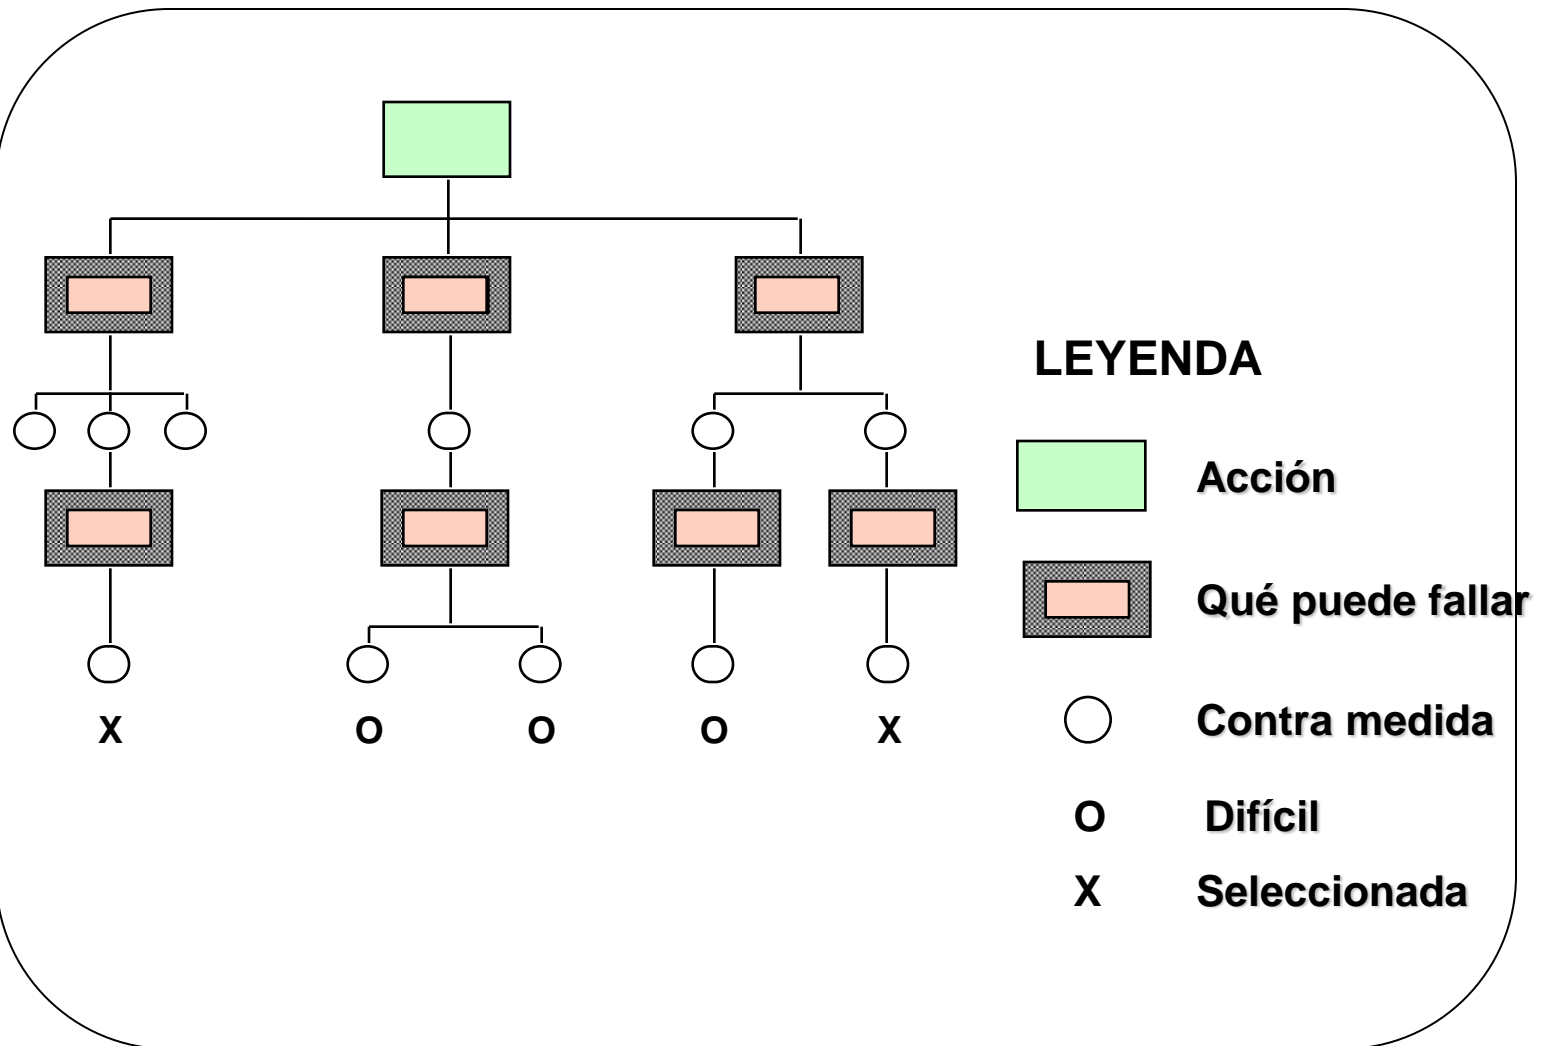 LEYENDA
Acción
Qué puede fallar
Contra medida
X O O O X
O Difícil
X Seleccionada